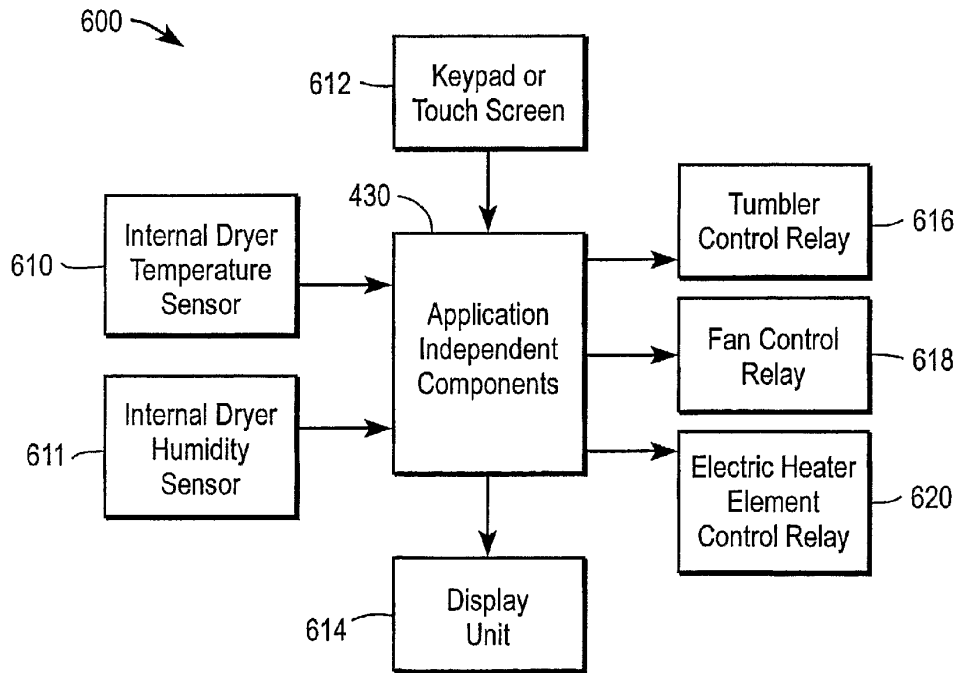 600
612
Keypad or
Touch Screen
430
610
Internal Dryer
Temperature
Sensor
611
Internal Dryer
Humidity
Sensor
Application
Independent
Components
Tumbler
Control Relay
616
Fan Control
Relay
618
Electric Heater
Element
Control Relay
620
614
Display
Unit